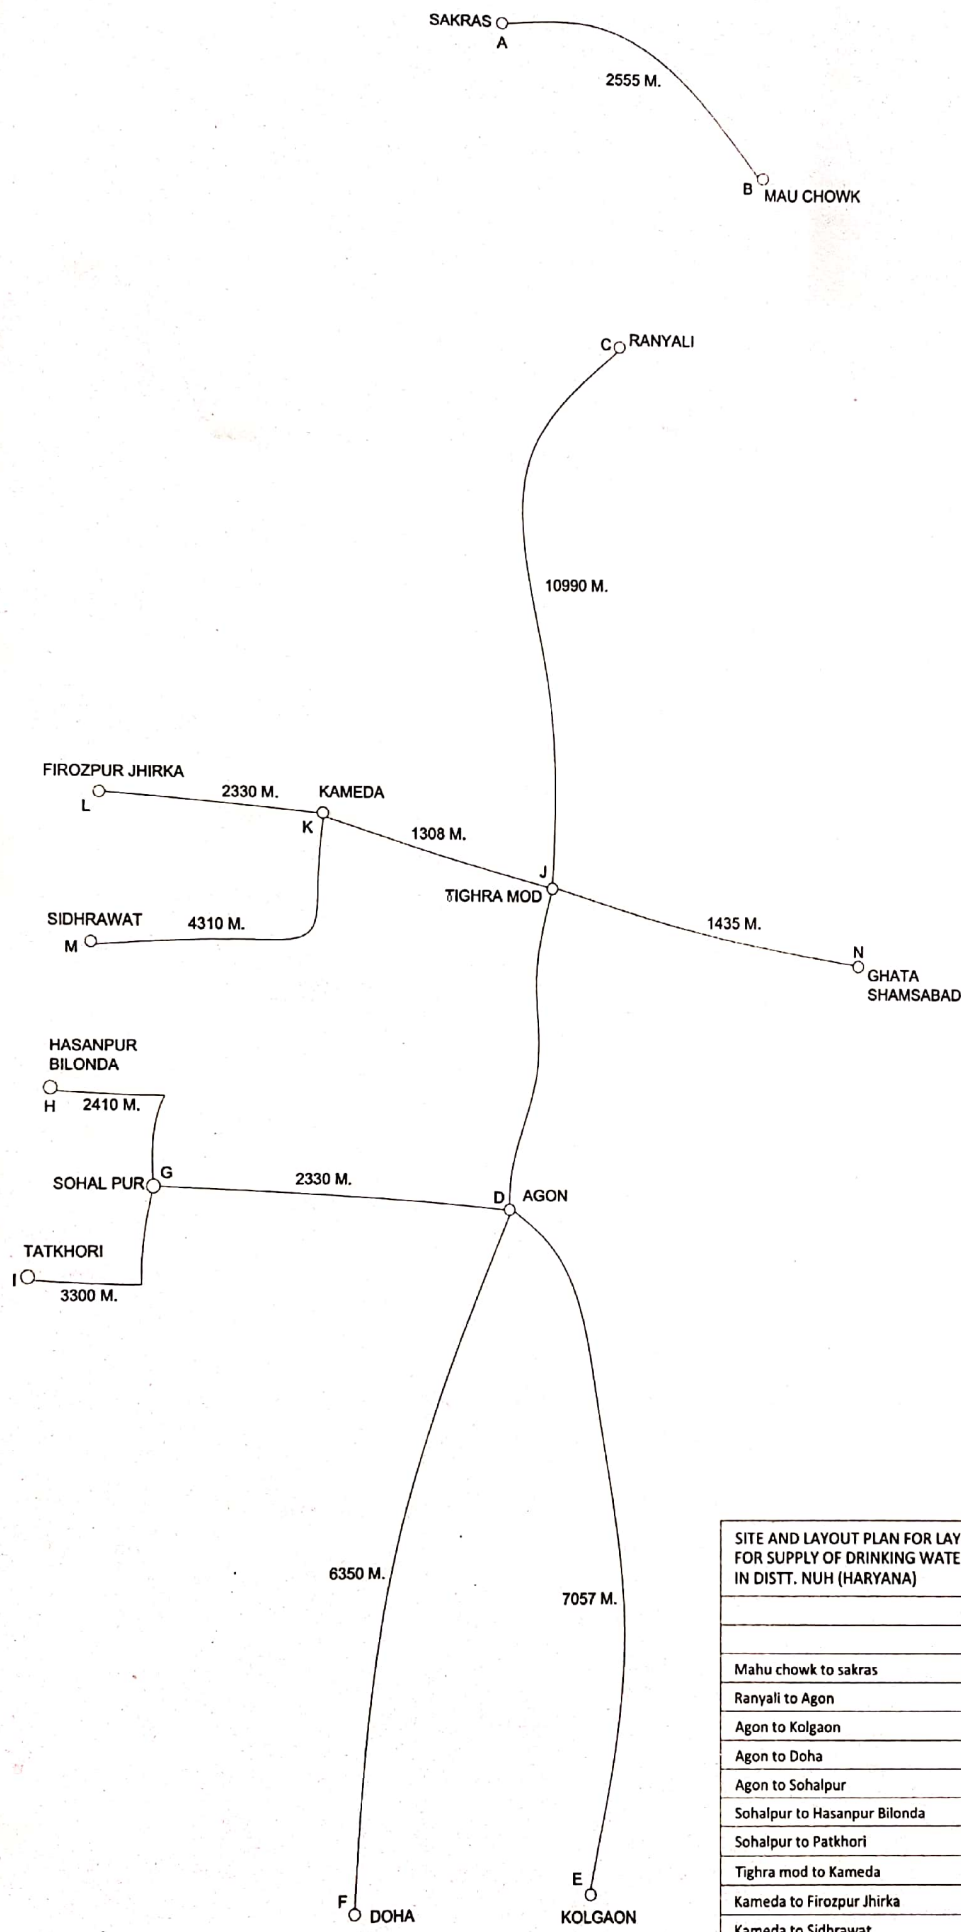 SAKRAS
A
2555 M.
B
MAU CHOWK
C
RANYALI
10990 M.
FIROZPUR JHIRKA
L
2330 M.
KAMEDA
K
1308 M.
J
TIGHRA MOD
SIDHRAWAT
M
4310 M.
1435 M.
N
GHATA
SHAMSABAD
HASANPUR
BILONDA
H
2410 M.
SOHAL PUR
G
2330 M.
D
AGON
TATKHORI
I
3300 M.
6350 M.
7057 M.
F
DOHA
E
KOLGAON
SITE AND LAYOUT PLAN FOR LAY
FOR SUPPLY OF DRINKING WATE
IN DISTT. NUH (HARYANA)
Mahu chowk to sakras
Ranyali to Agon
Agon to Kolgaon
Agon to Doha
Agon to Sohalpur
Sohalpur to Hasanpur Bilonda
Sohalpur to Patkhori
Tighra mod to Kameda
Kameda to Firozpur Jhirka
Kameda to Sidhrawat